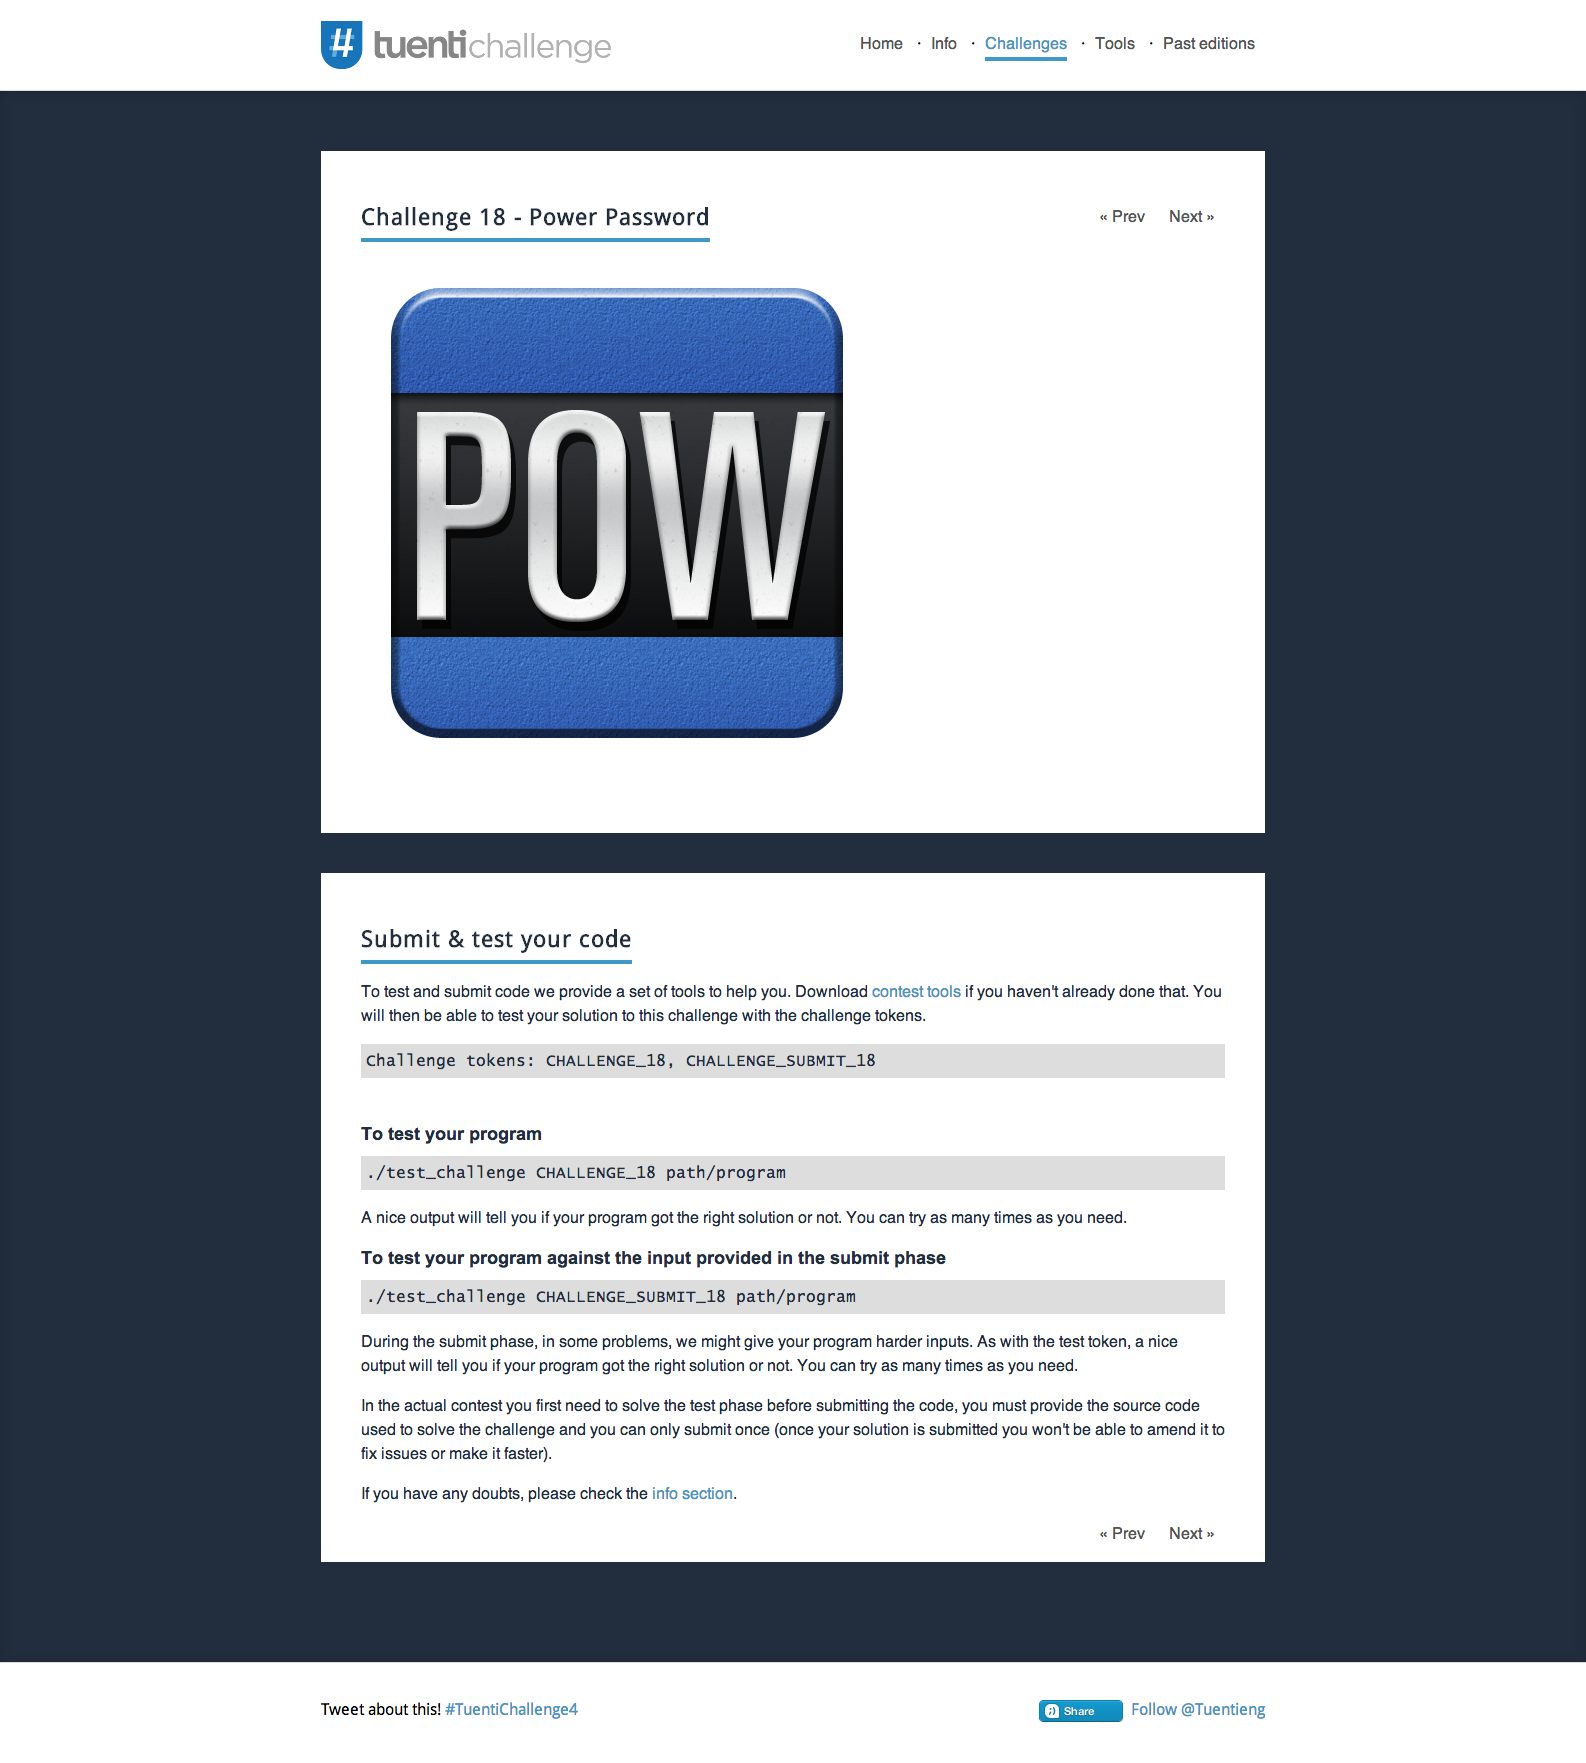 # tuentichallenge
Home · Info · Challenges · Tools · Past editions
Challenge 18 - Power Password
« Prev Next »
POW
Submit & test your code
To test and submit code we provide a set of tools to help you. Download contest tools if you haven't already done that. You
will then be able to test your solution to this challenge with the challenge tokens.
Challenge tokens: CHALLENGE_18, CHALLENGE_SUBMIT_18
To test your program
./test_challenge CHALLENGE_18 path/program
A nice output will tell you if your program got the right solution or not. You can try as many times as you need.
To test your program against the input provided in the submit phase
./test_challenge CHALLENGE_SUBMIT_18 path/program
During the submit phase, in some problems, we might give your program harder inputs. As with the test token, a nice
output will tell you if your program got the right solution or not. You can try as many times as you need.
In the actual contest you first need to solve the test phase before submitting the code, you must provide the source code
used to solve the challenge and you can only submit once (once your solution is submitted you won't be able to amend it to
fix issues or make it faster).
If you have any doubts, please check the info section.
« Prev Next »
Tweet about this! #TuentiChallenge4
;) Share Follow @Tuentieng